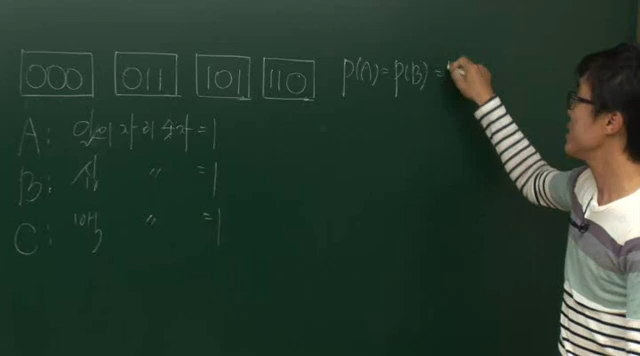 000 011 101 110 P(A) = P(B) =
A: 일의 자리 숫자 = 1
B: 십 〃 = 1
C: 백 〃 = 1